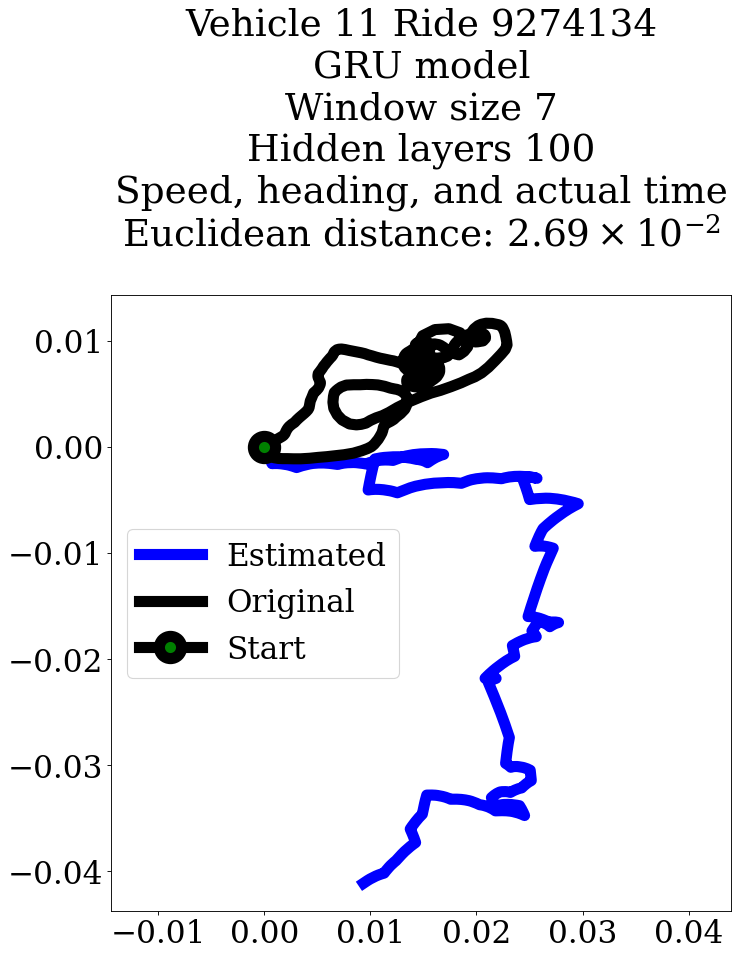 Vehicle 11 Ride 9274134
GRU model
Window size 7
Hidden layers 100
Speed, heading, and actual time
Euclidean distance: 2.69 × 10⁻²
0.01
0.00
−0.01
−0.02
−0.03
−0.04
Estimated
Original
Start
−0.01 0.00 0.01 0.02 0.03 0.04